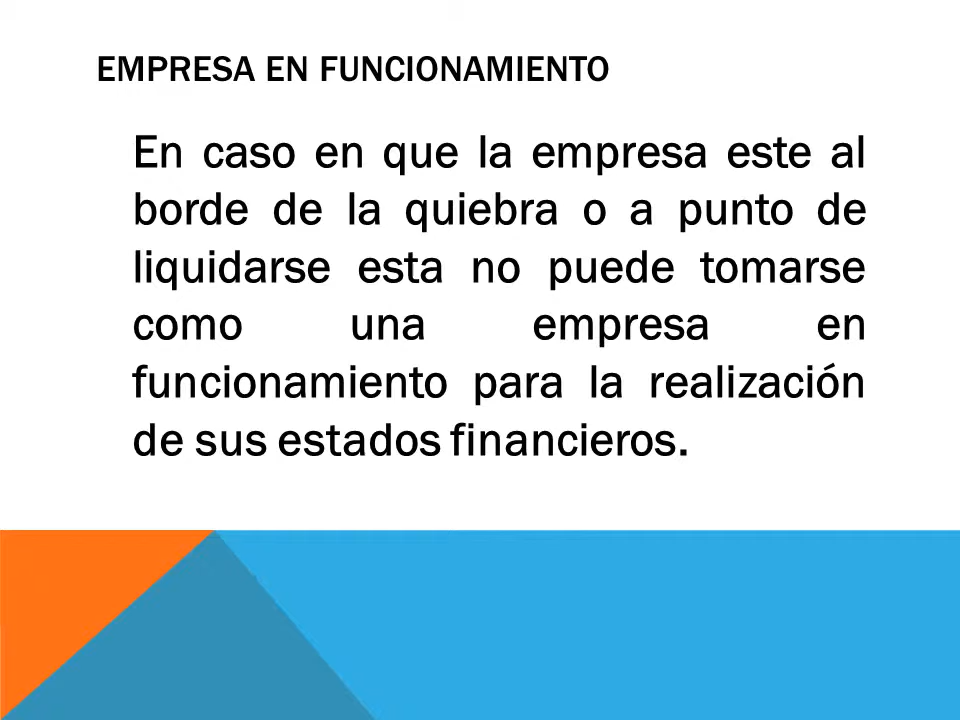 EMPRESA EN FUNCIONAMIENTO
En caso en que la empresa este al
borde de la quiebra o a punto de
liquidarse esta no puede tomarse
como una empresa en
funcionamiento para la realización
de sus estados financieros.